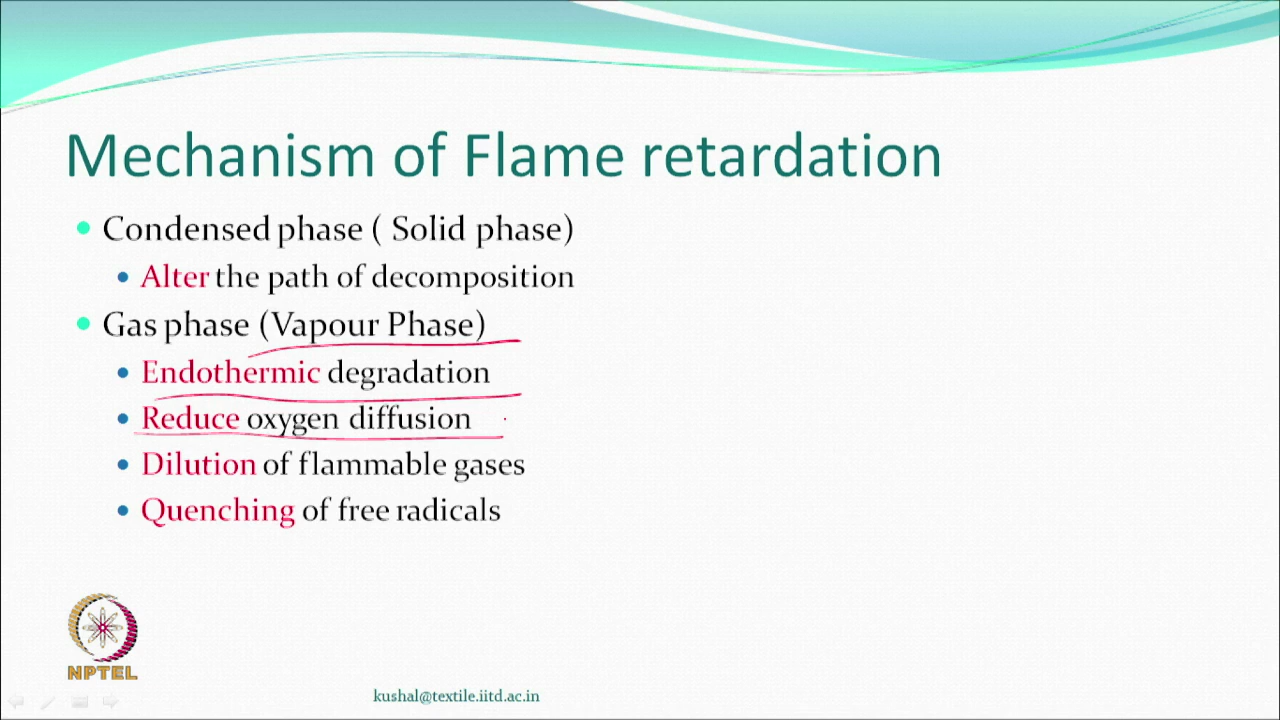 Mechanism of Flame retardation
Condensed phase ( Solid phase)
Alter the path of decomposition
Gas phase (Vapour Phase)
Endothermic degradation
Reduce oxygen diffusion
Dilution of flammable gases
Quenching of free radicals
NPTEL
kushal@textile.iitd.ac.in